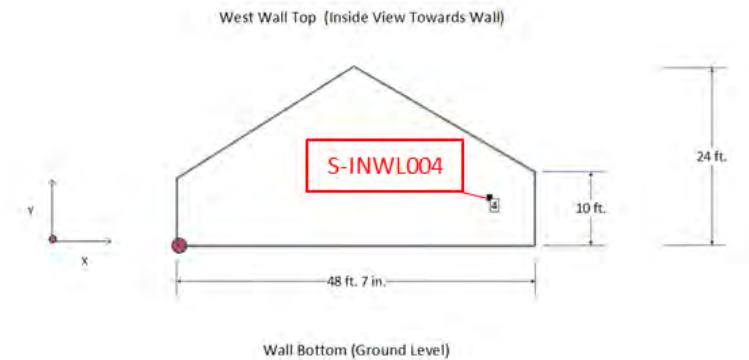 West Wall Top (Inside View Towards Wall)
S-INWL004
4
24 ft.
10 ft.
Y
X
48 ft. 7 in.
Wall Bottom (Ground Level)